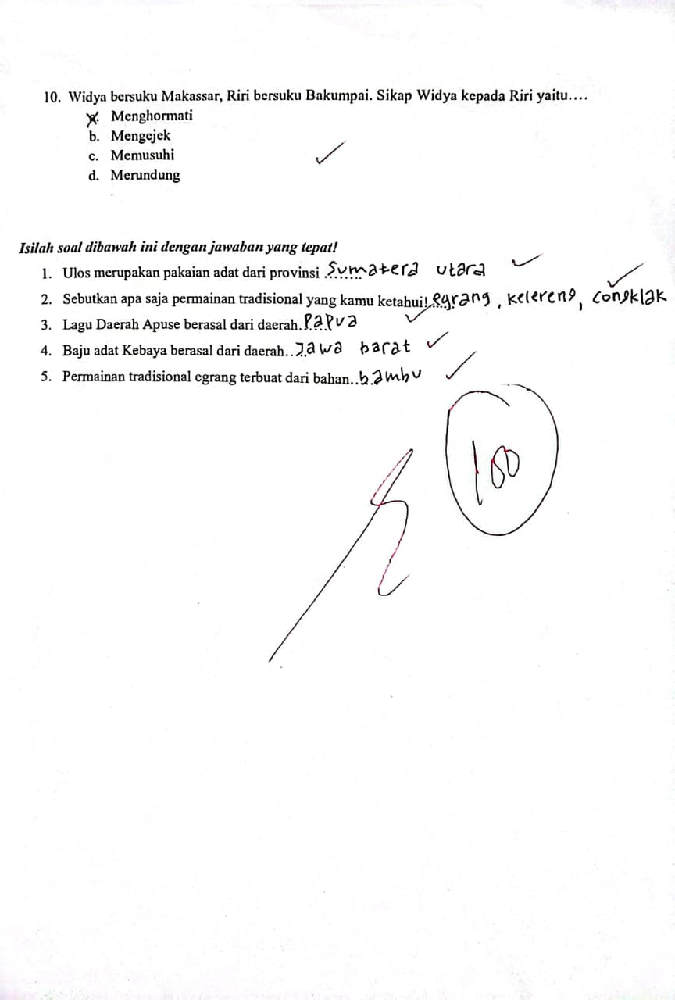 10. Widya bersuku Makassar, Riri bersuku Bakumpai. Sikap Widya kepada Riri yaitu....
a. Menghormati
b. Mengejek
c. Memusuhi
d. Merundung
Isilah soal dibawah ini dengan jawaban yang tepat!
1. Ulos merupakan pakaian adat dari provinsi Sumatera utara
2. Sebutkan apa saja permainan tradisional yang kamu ketahui! egrang, kelereng, congklak
3. Lagu Daerah Apuse berasal dari daerah. Papua
4. Baju adat Kebaya berasal dari daerah.. Jawa barat
5. Permainan tradisional egrang terbuat dari bahan.. bambu
100